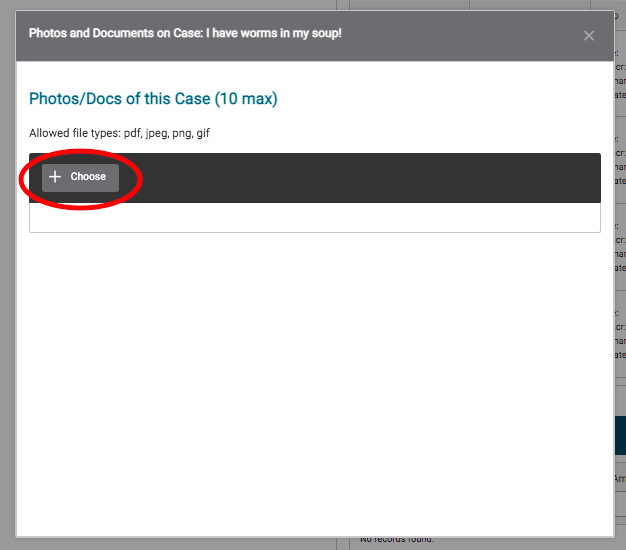 Photos and Documents on Case: I have worms in my soup!
Photos/Docs of this Case (10 max)
Allowed file types: pdf, jpeg, png, gif
Choose
No records found.